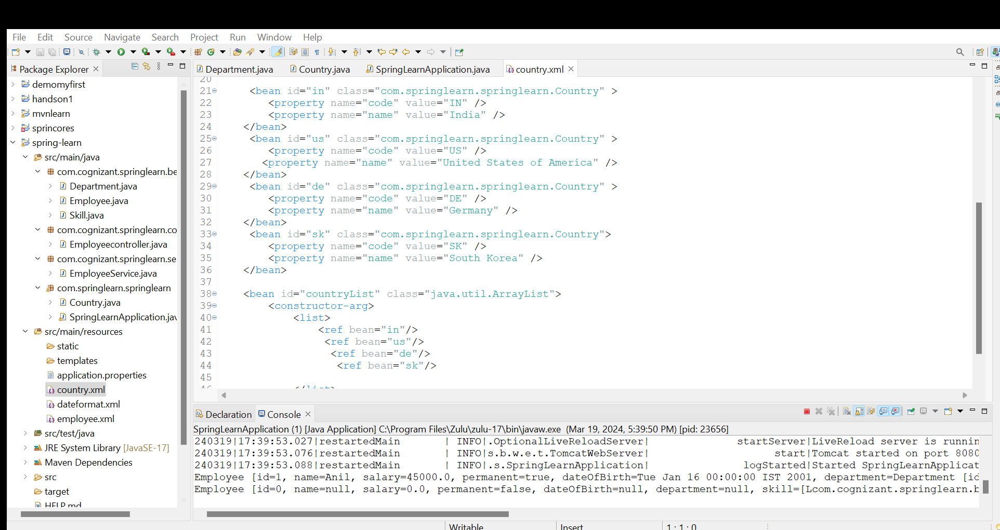 File Edit Source Navigate Search Project Run Window Help
Package Explorer
demomyfirst
handson1
mvnlearn
sprincores
spring-learn
src/main/java
com.cognizant.springlearn.be
Department.java
Employee.java
Skill.java
com.cognizant.springlearn.co
Employeecontroller.java
com.cognizant.springlearn.se
EmployeeService.java
com.springlearn.springlearn
Country.java
SpringLearnApplication.jav
src/main/resources
static
templates
application.properties
country.xml
dateformat.xml
employee.xml
src/test/java
JRE System Library [JavaSE-17]
Maven Dependencies
src
target
HELP.md
Department.java Country.java SpringLearnApplication.java country.xml
20
21 <bean id="in" class="com.springlearn.springlearn.Country" >
22 <property name="code" value="IN" />
23 <property name="name" value="India" />
24 </bean>
25 <bean id="us" class="com.springlearn.springlearn.Country" >
26 <property name="code" value="US" />
27 <property name="name" value="United States of America" />
28 </bean>
29 <bean id="de" class="com.springlearn.springlearn.Country" >
30 <property name="code" value="DE" />
31 <property name="name" value="Germany" />
32 </bean>
33 <bean id="sk" class="com.springlearn.springlearn.Country">
34 <property name="code" value="SK" />
35 <property name="name" value="South Korea" />
36 </bean>
37
38 <bean id="countryList" class="java.util.ArrayList">
39 <constructor-arg>
40 <list>
41 <ref bean="in"/>
42 <ref bean="us"/>
43 <ref bean="de"/>
44 <ref bean="sk"/>
45
46 </list>
Declaration Console
SpringLearnApplication (1) [Java Application] C:\Program Files\Zulu\zulu-17\bin\javaw.exe (Mar 19, 2024, 5:39:50 PM) [pid: 23656]
240319|17:39:53.027|restartedMain | INFO|.OptionalLiveReloadServer| startServer|LiveReload server is runnin
240319|17:39:53.076|restartedMain | INFO|s.b.w.e.t.TomcatWebServer| start|Tomcat started on port 8080
240319|17:39:53.088|restartedMain | INFO|.s.SpringLearnApplication| logStarted|Started SpringLearnApplicat
Employee [id=1, name=Anil, salary=45000.0, permanent=true, dateOfBirth=Tue Jan 16 00:00:00 IST 2001, department=Department [id
Employee [id=0, name=null, salary=0.0, permanent=false, dateOfBirth=null, department=null, skill=[Lcom.cognizant.springlearn.b
Writable Insert 1 : 1 : 0